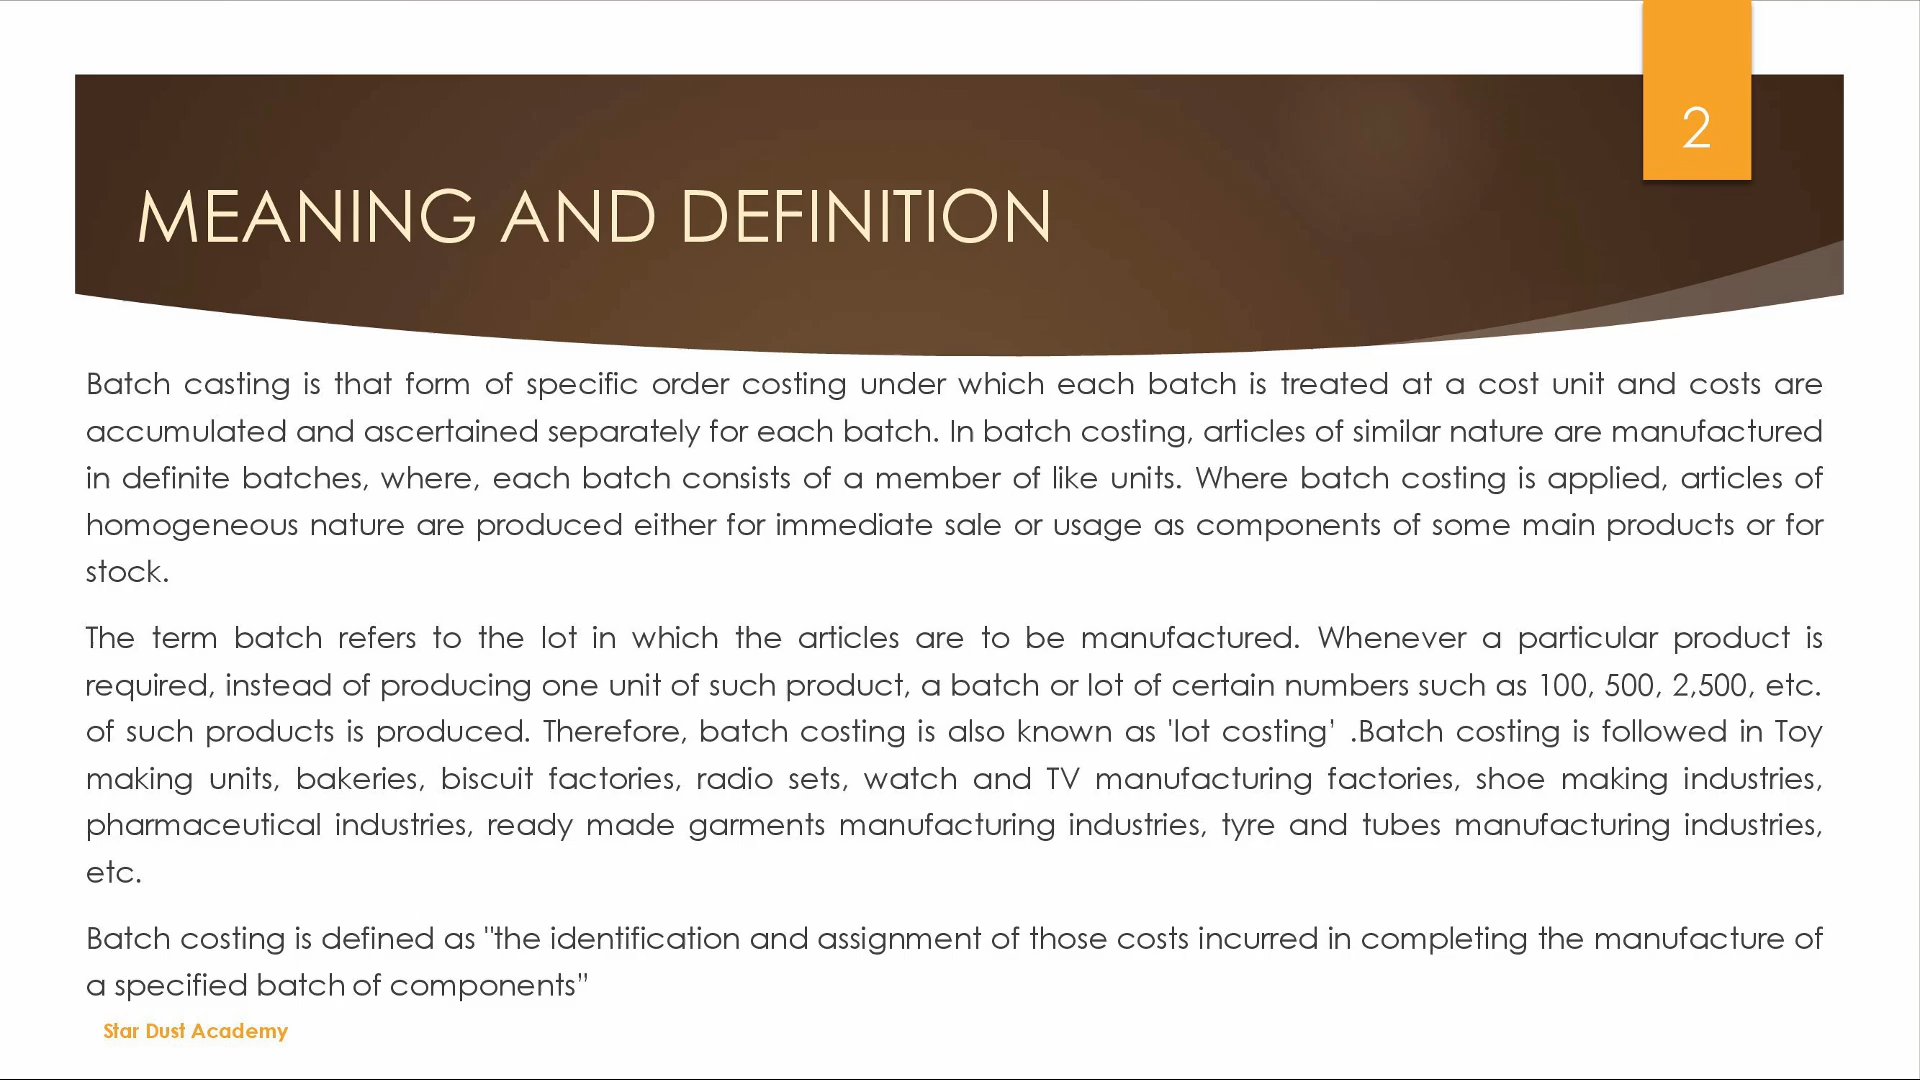 2
MEANING AND DEFINITION
Batch casting is that form of specific order costing under which each batch is treated at a cost unit and costs are
accumulated and ascertained separately for each batch. In batch costing, articles of similar nature are manufactured
in definite batches, where, each batch consists of a member of like units. Where batch costing is applied, articles of
homogeneous nature are produced either for immediate sale or usage as components of some main products or for
stock.
The term batch refers to the lot in which the articles are to be manufactured. Whenever a particular product is
required, instead of producing one unit of such product, a batch or lot of certain numbers such as 100, 500, 2,500, etc.
of such products is produced. Therefore, batch costing is also known as 'lot costing' .Batch costing is followed in Toy
making units, bakeries, biscuit factories, radio sets, watch and TV manufacturing factories, shoe making industries,
pharmaceutical industries, ready made garments manufacturing industries, tyre and tubes manufacturing industries,
etc.
Batch costing is defined as "the identification and assignment of those costs incurred in completing the manufacture of
a specified batch of components"
Star Dust Academy